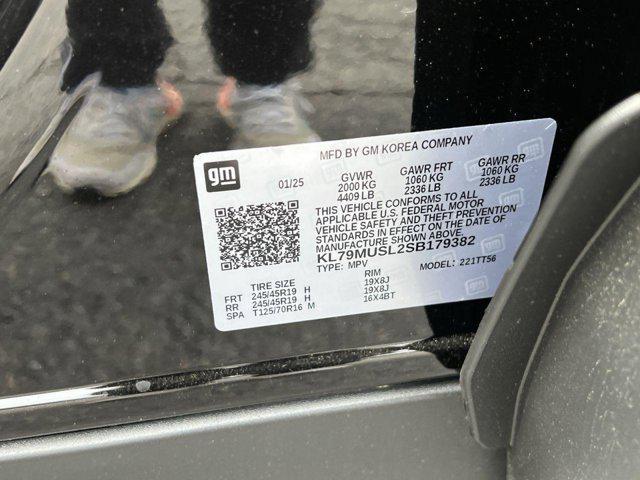 MFD BY GM KOREA COMPANY
gm
01/25
GVWR GAWR FRT GAWR RR
2000 KG 1060 KG 1060 KG
4409 LB 2336 LB 2336 LB
THIS VEHICLE CONFORMS TO ALL
APPLICABLE U.S. FEDERAL MOTOR
VEHICLE SAFETY AND THEFT PREVENTION
STANDARDS IN EFFECT ON THE DATE OF
MANUFACTURE SHOWN ABOVE.
KL79MUSL2SB179382
TYPE: MPV MODEL: 221TT56
TIRE SIZE RIM
FRT 245/45R19 H 19X8J
RR 245/45R19 H 19X8J
SPA T125/70R16 M 16X4BT